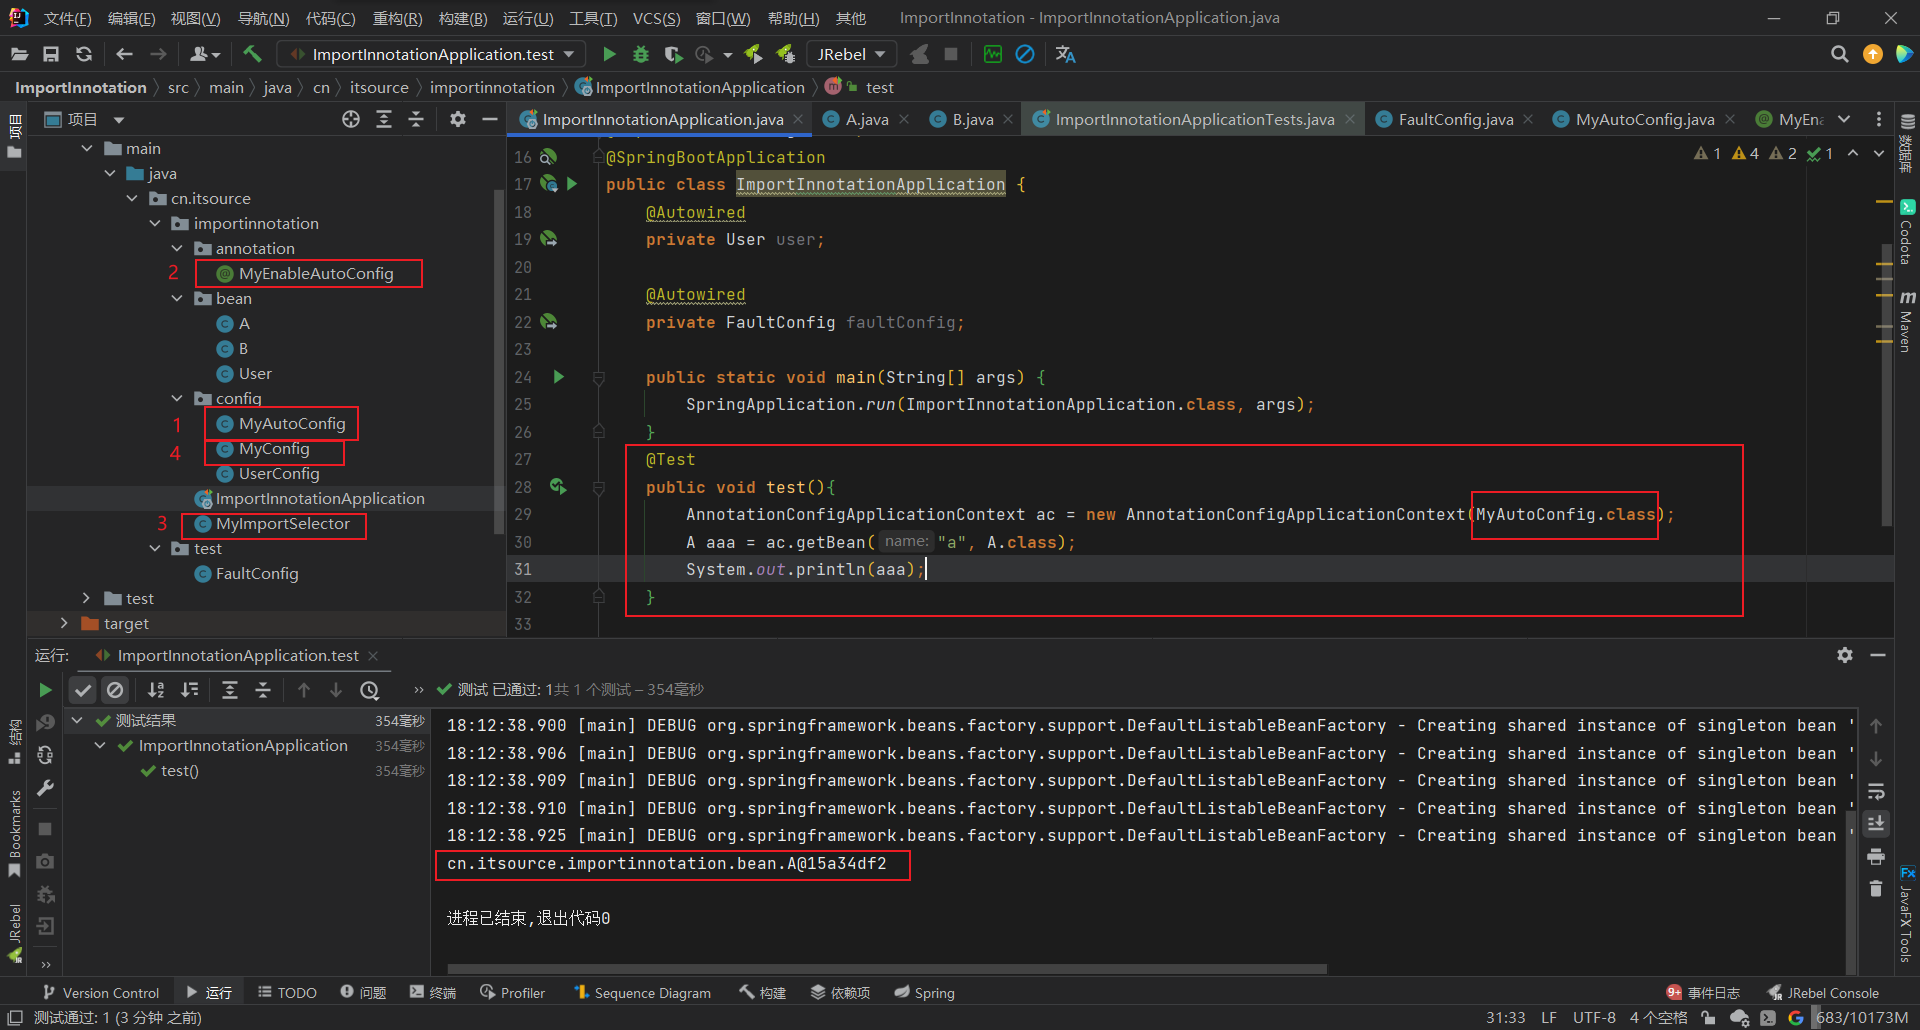 文件(F) 编辑(E) 视图(V) 导航(N) 代码(C) 重构(R) 构建(B) 运行(U) 工具(T) VCS(S) 窗口(W) 帮助(H) 其他 ImportInnotation - ImportInnotationApplication.java
ImportInnotationApplication.test JRebel
ImportInnotation src main java cn itsource importinnotation ImportInnotationApplication test
项目
项目
ImportInnotationApplication.java A.java B.java ImportInnotationApplicationTests.java FaultConfig.java MyAutoConfig.java MyEna
main
java
cn.itsource
importinnotation
annotation
2 MyEnableAutoConfig
bean
A
B
User
config
1 MyAutoConfig
4 MyConfig
UserConfig
ImportInnotationApplication
3 MyImportSelector
test
FaultConfig
test
target
1 4 2 1
16 @SpringBootApplication
17 public class ImportInnotationApplication {
18 @Autowired
19 private User user;
20
21 @Autowired
22 private FaultConfig faultConfig;
23
24 public static void main(String[] args) {
25 SpringApplication.run(ImportInnotationApplication.class, args);
26 }
27 @Test
28 public void test(){
29 AnnotationConfigApplicationContext ac = new AnnotationConfigApplicationContext(MyAutoConfig.class);
30 A aaa = ac.getBean( name: "a", A.class);
31 System.out.println(aaa);
32 }
33
数据库
Codota
m Maven
运行: ImportInnotationApplication.test
测试 已通过: 1共 1 个测试 – 354毫秒
测试结果 354毫秒
ImportInnotationApplication 354毫秒
test() 354毫秒
18:12:38.900 [main] DEBUG org.springframework.beans.factory.support.DefaultListableBeanFactory - Creating shared instance of singleton bean '
18:12:38.906 [main] DEBUG org.springframework.beans.factory.support.DefaultListableBeanFactory - Creating shared instance of singleton bean '
18:12:38.909 [main] DEBUG org.springframework.beans.factory.support.DefaultListableBeanFactory - Creating shared instance of singleton bean '
18:12:38.910 [main] DEBUG org.springframework.beans.factory.support.DefaultListableBeanFactory - Creating shared instance of singleton bean '
18:12:38.925 [main] DEBUG org.springframework.beans.factory.support.DefaultListableBeanFactory - Creating shared instance of singleton bean '
cn.itsource.importinnotation.bean.A@15a34df2
进程已结束,退出代码0
结构
Bookmarks
JRebel
JR
Fx
JavaFX Tools
Version Control 运行 TODO 问题 终端 Profiler Sequence Diagram 构建 依赖项 Spring 9+ 事件日志 JRebel Console
测试通过: 1 (3 分钟 之前) 31:33 LF UTF-8 4 个空格 683/10173M